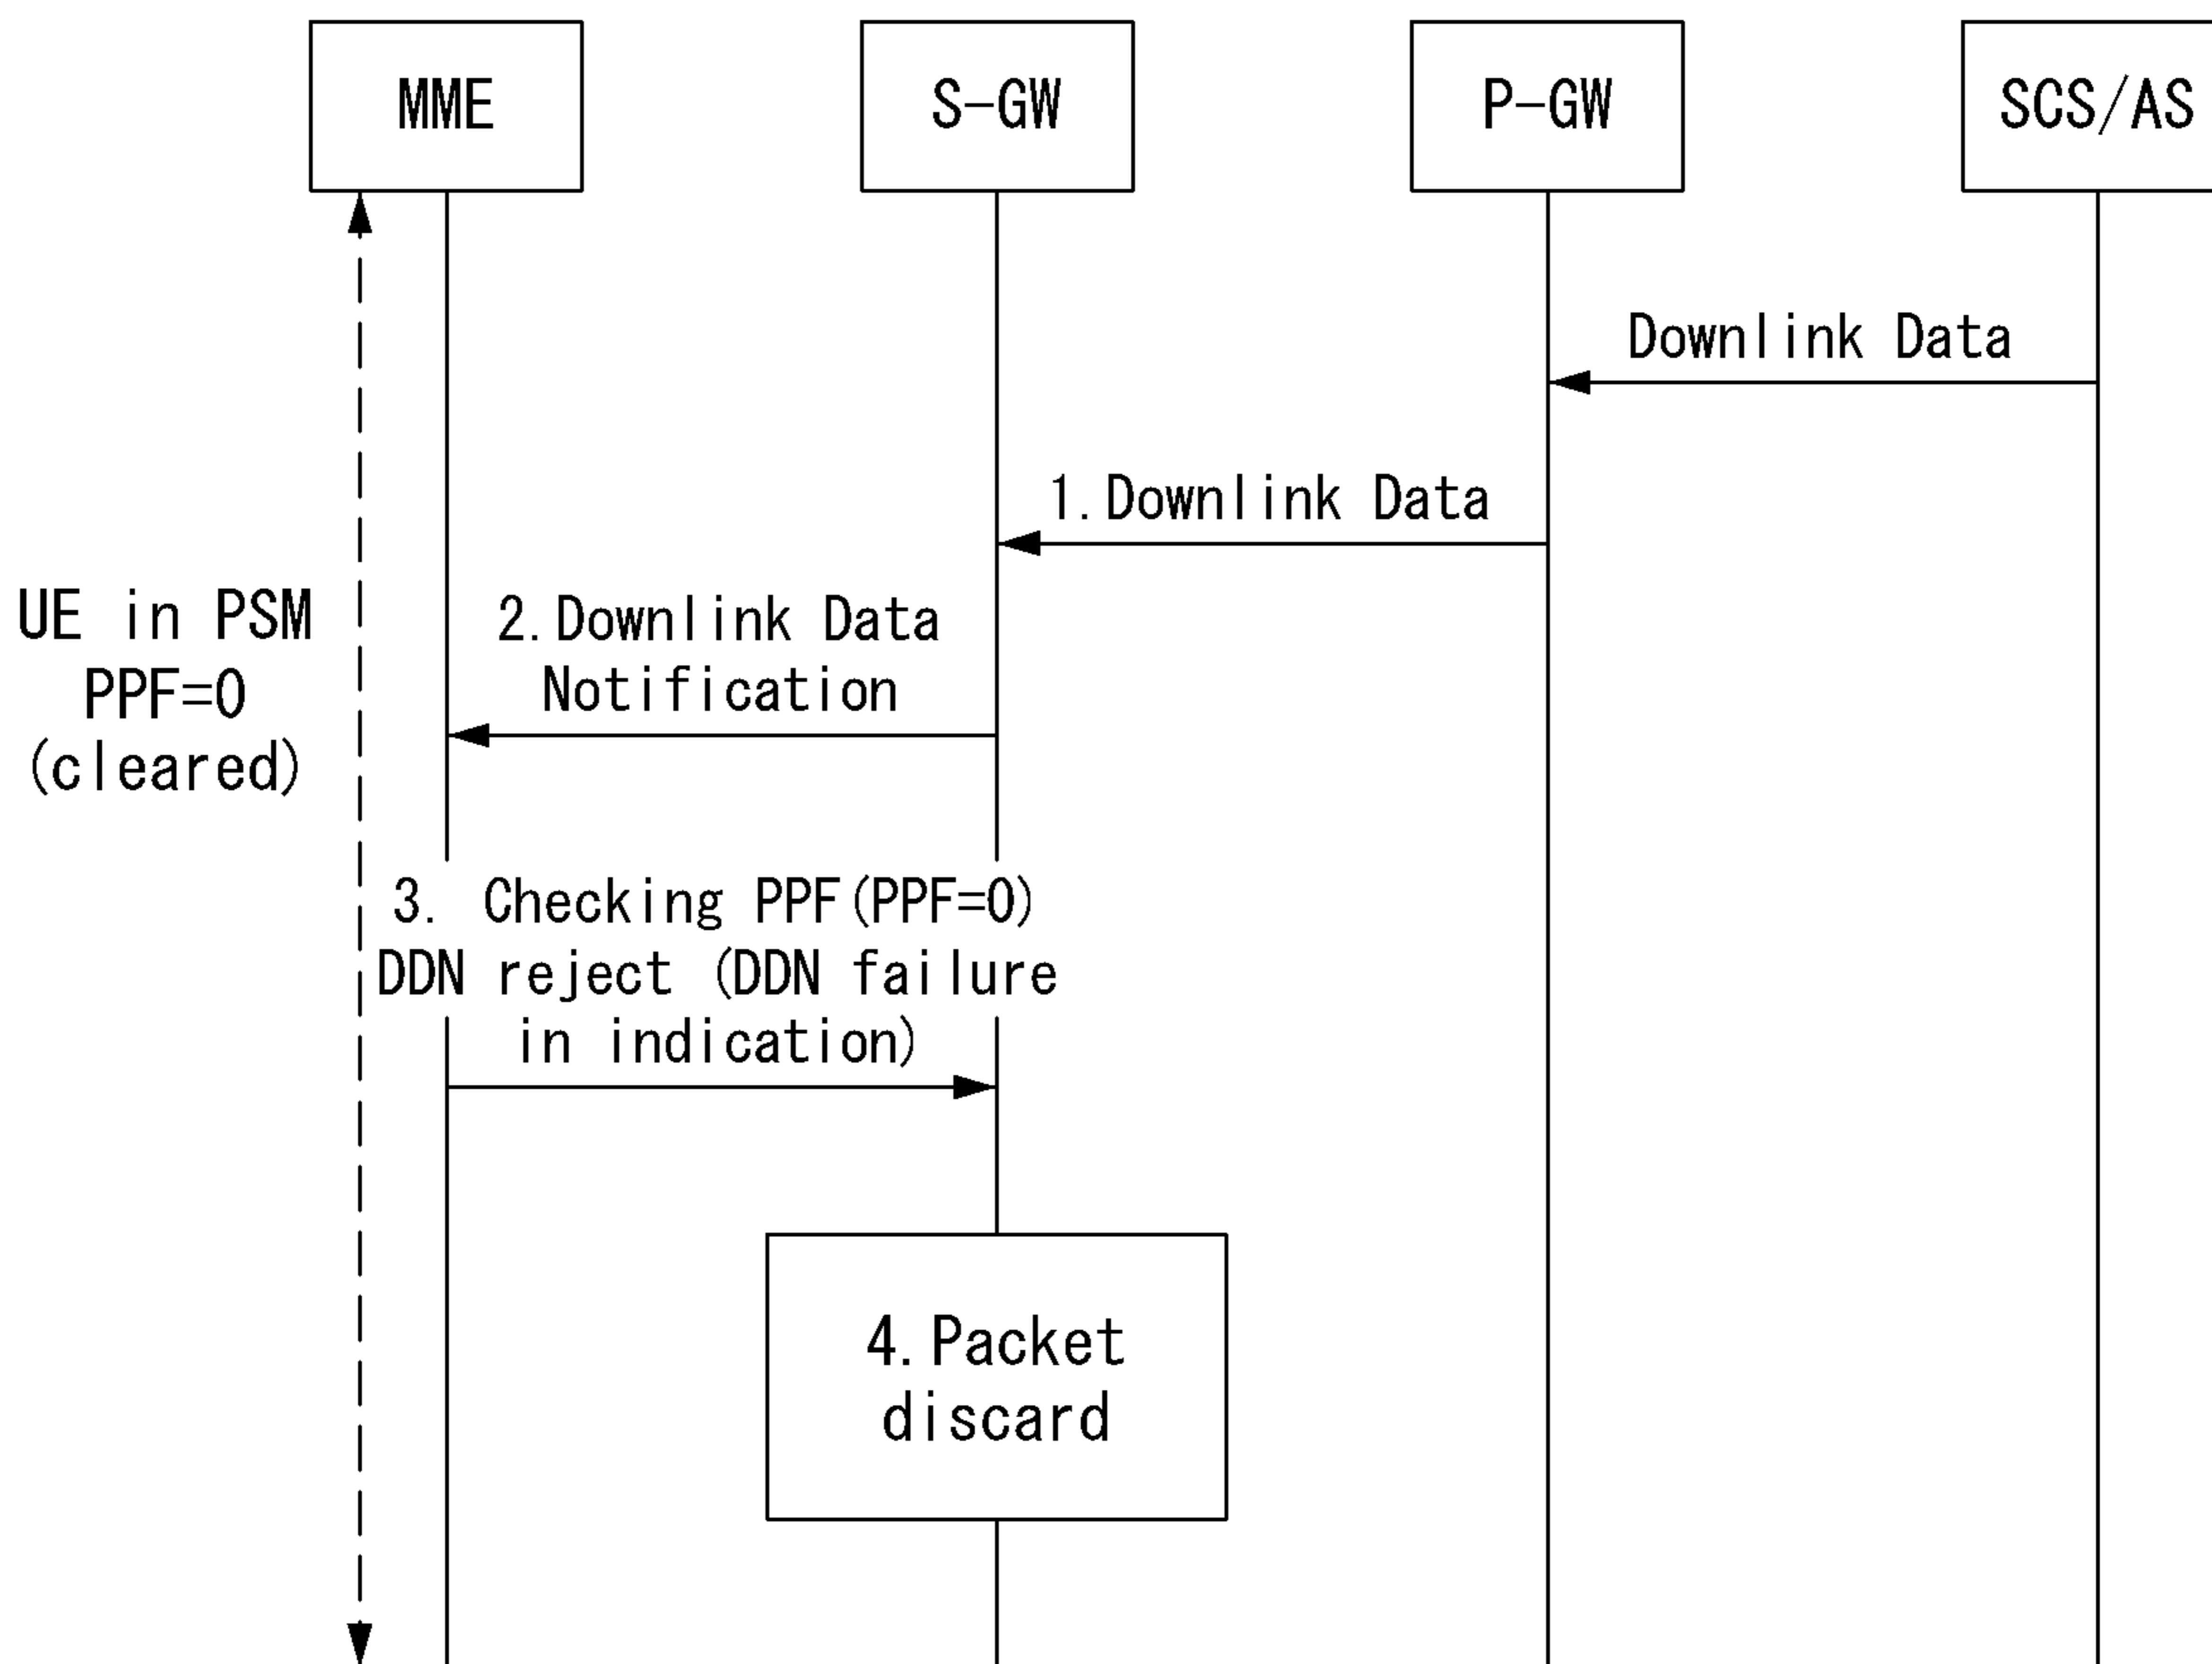 MME
S-GW
P-GW
SCS/AS
Downlink Data
1.Downlink Data
2.Downlink Data
Notification
UE in PSM
PPF=0
(cleared)
3. Checking PPF(PPF=0)
DDN reject (DDN failure
in indication)
4.Packet
discard